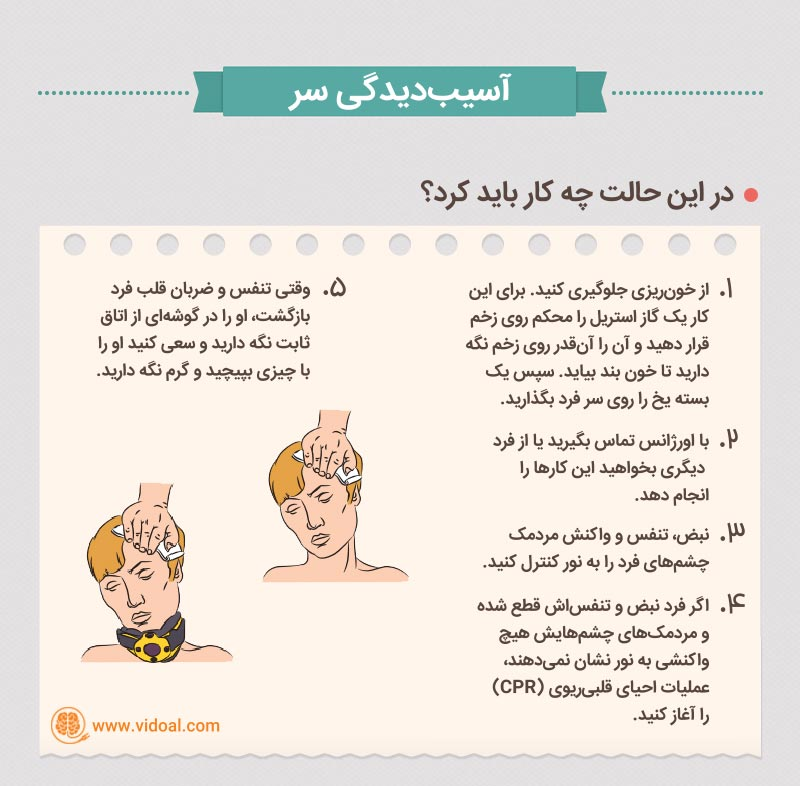 آسیب‌دیدگی سر
در این حالت چه کار باید کرد؟
۱. از خون‌ریزی جلوگیری کنید. برای این
کار یک گاز استریل را محکم روی زخم
قرار دهید و آن را آن‌قدر روی زخم نگه
دارید تا خون بند بیاید. سپس یک
بسته یخ را روی سر فرد بگذارید.
۲. با اورژانس تماس بگیرید یا از فرد
دیگری بخواهید این کارها را
انجام دهد.
۳. نبض، تنفس و واکنش مردمک
چشم‌های فرد را به نور کنترل کنید.
۴. اگر فرد نبض و تنفس‌اش قطع شده
و مردمک‌های چشم‌هایش هیچ
واکنشی به نور نشان نمی‌دهند،
عملیات احیای قلبی‌ریوی (CPR)
را آغاز کنید.
۵. وقتی تنفس و ضربان قلب فرد
بازگشت، او را در گوشه‌ای از اتاق
ثابت نگه دارید و سعی کنید او را
با چیزی بپیچید و گرم نگه دارید.
www.vidoal.com